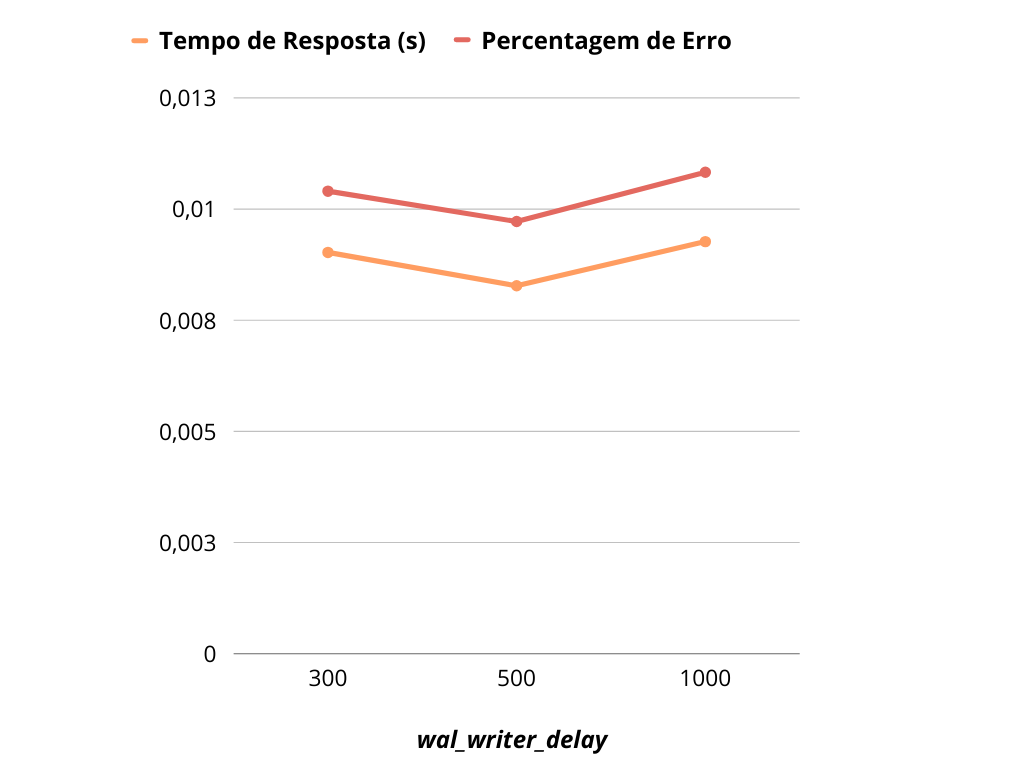 Tempo de Resposta (s) Percentagem de Erro
0,013
0,01
0,008
0,005
0,003
0
300 500 1000
wal_writer_delay